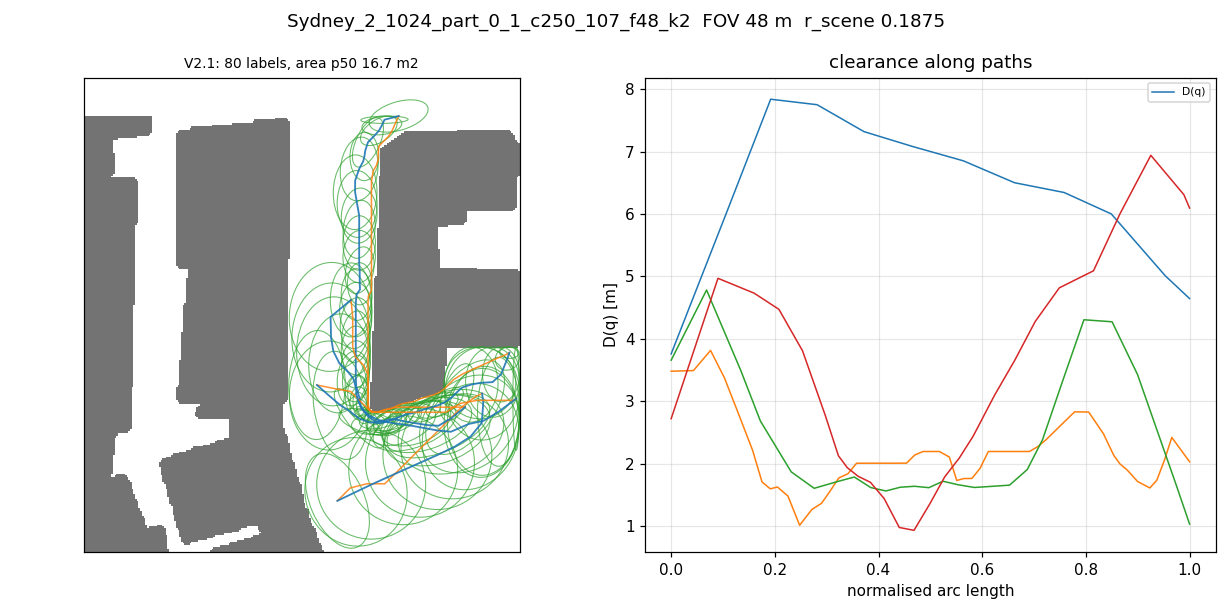 Sydney_2_1024_part_0_1_c250_107_f48_k2 FOV 48 m r_scene 0.1875
V2.1: 80 labels, area p50 16.7 m2
clearance along paths
D(q)
8
7
6
5
4
3
2
1
D(q) [m]
0.0 0.2 0.4 0.6 0.8 1.0
normalised arc length